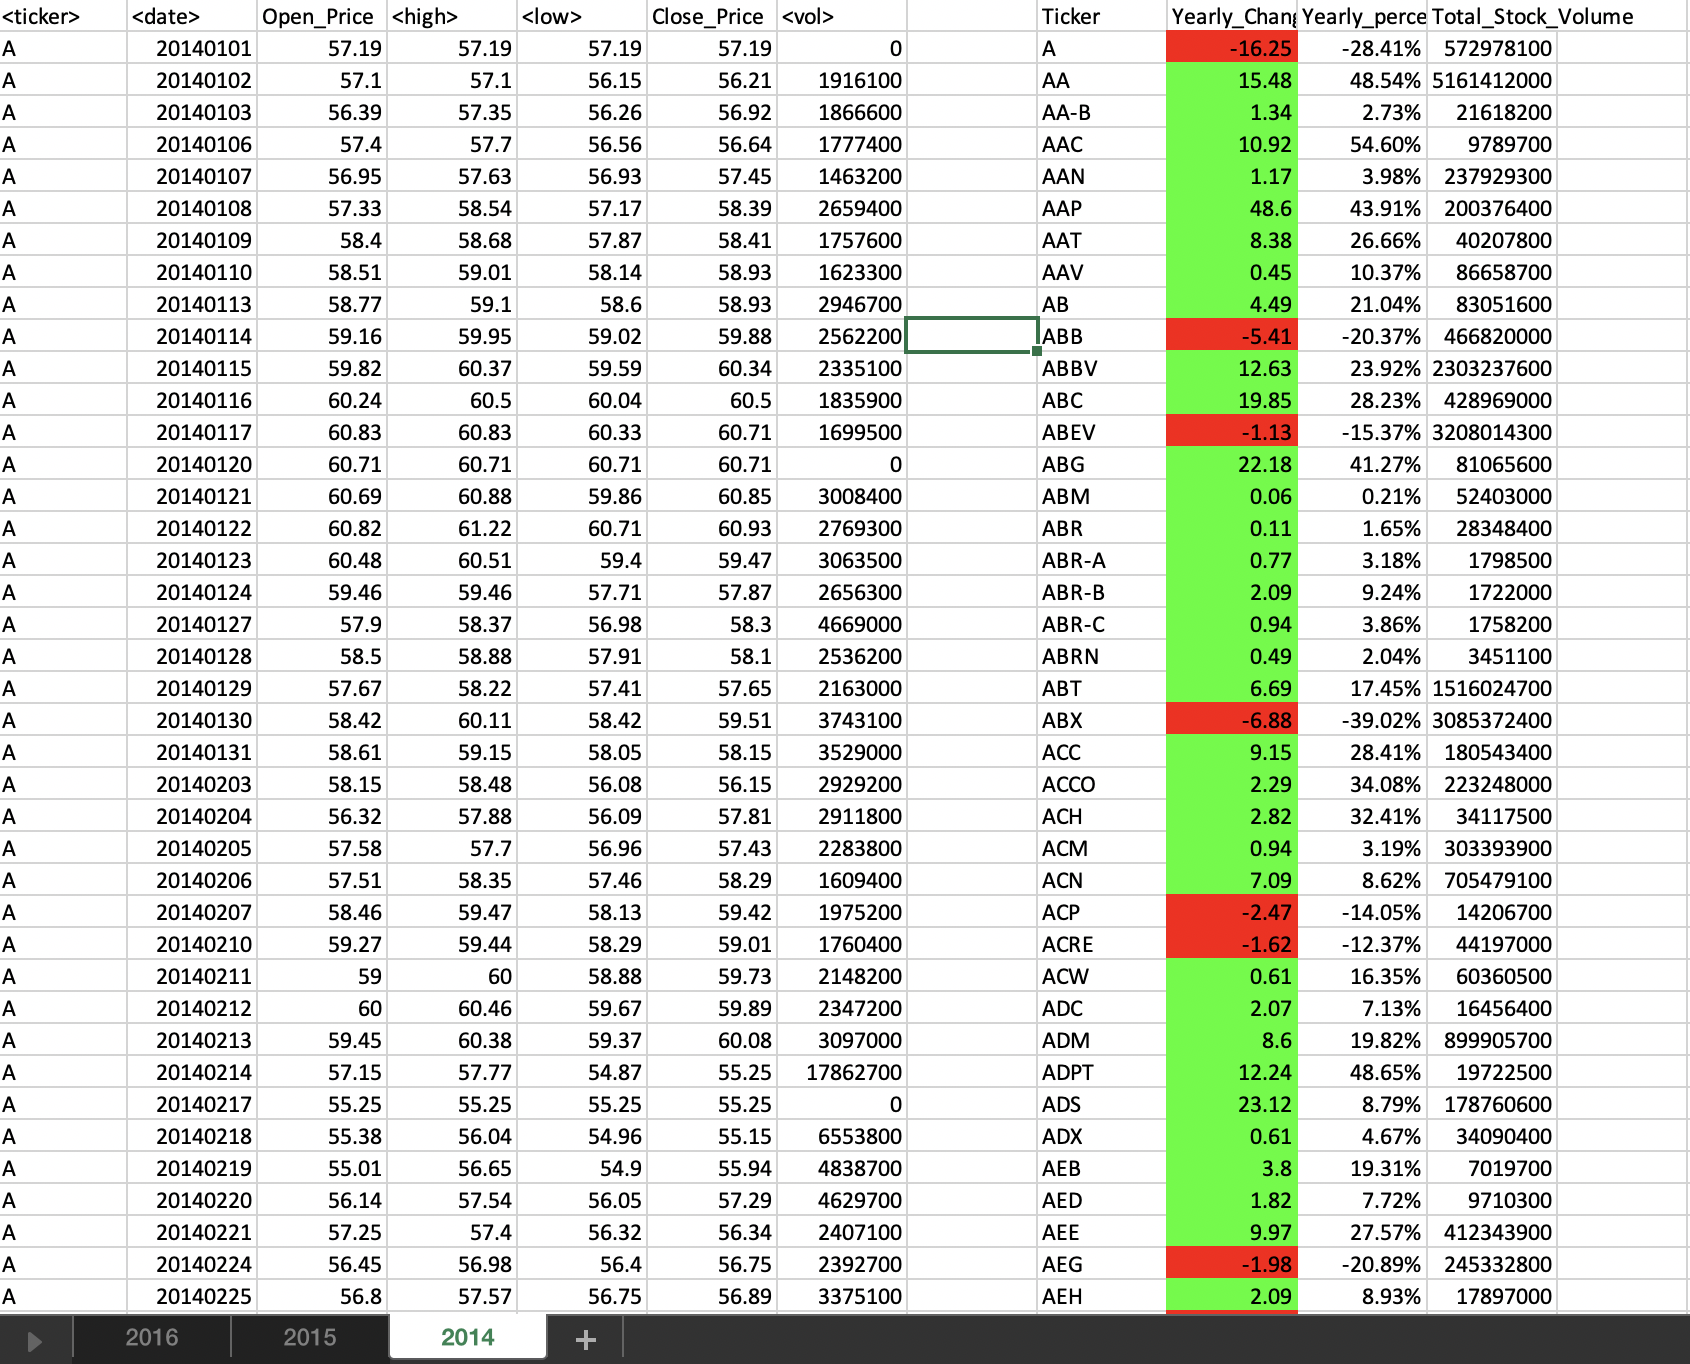 <ticker> <date> Open_Price <high> <low> Close_Price <vol> Ticker Yearly_Chang Yearly_perce Total_Stock_Volume
A 20140101 57.19 57.19 57.19 57.19 0 A -16.25 -28.41% 572978100
A 20140102 57.1 57.1 56.15 56.21 1916100 AA 15.48 48.54% 5161412000
A 20140103 56.39 57.35 56.26 56.92 1866600 AA-B 1.34 2.73% 21618200
A 20140106 57.4 57.7 56.56 56.64 1777400 AAC 10.92 54.60% 9789700
A 20140107 56.95 57.63 56.93 57.45 1463200 AAN 1.17 3.98% 237929300
A 20140108 57.33 58.54 57.17 58.39 2659400 AAP 48.6 43.91% 200376400
A 20140109 58.4 58.68 57.87 58.41 1757600 AAT 8.38 26.66% 40207800
A 20140110 58.51 59.01 58.14 58.93 1623300 AAV 0.45 10.37% 86658700
A 20140113 58.77 59.1 58.6 58.93 2946700 AB 4.49 21.04% 83051600
A 20140114 59.16 59.95 59.02 59.88 2562200 ABB -5.41 -20.37% 466820000
A 20140115 59.82 60.37 59.59 60.34 2335100 ABBV 12.63 23.92% 2303237600
A 20140116 60.24 60.5 60.04 60.5 1835900 ABC 19.85 28.23% 428969000
A 20140117 60.83 60.83 60.33 60.71 1699500 ABEV -1.13 -15.37% 3208014300
A 20140120 60.71 60.71 60.71 60.71 0 ABG 22.18 41.27% 81065600
A 20140121 60.69 60.88 59.86 60.85 3008400 ABM 0.06 0.21% 52403000
A 20140122 60.82 61.22 60.71 60.93 2769300 ABR 0.11 1.65% 28348400
A 20140123 60.48 60.51 59.4 59.47 3063500 ABR-A 0.77 3.18% 1798500
A 20140124 59.46 59.46 57.71 57.87 2656300 ABR-B 2.09 9.24% 1722000
A 20140127 57.9 58.37 56.98 58.3 4669000 ABR-C 0.94 3.86% 1758200
A 20140128 58.5 58.88 57.91 58.1 2536200 ABRN 0.49 2.04% 3451100
A 20140129 57.67 58.22 57.41 57.65 2163000 ABT 6.69 17.45% 1516024700
A 20140130 58.42 60.11 58.42 59.51 3743100 ABX -6.88 -39.02% 3085372400
A 20140131 58.61 59.15 58.05 58.15 3529000 ACC 9.15 28.41% 180543400
A 20140203 58.15 58.48 56.08 56.15 2929200 ACCO 2.29 34.08% 223248000
A 20140204 56.32 57.88 56.09 57.81 2911800 ACH 2.82 32.41% 34117500
A 20140205 57.58 57.7 56.96 57.43 2283800 ACM 0.94 3.19% 303393900
A 20140206 57.51 58.35 57.46 58.29 1609400 ACN 7.09 8.62% 705479100
A 20140207 58.46 59.47 58.13 59.42 1975200 ACP -2.47 -14.05% 14206700
A 20140210 59.27 59.44 58.29 59.01 1760400 ACRE -1.62 -12.37% 44197000
A 20140211 59 60 58.88 59.73 2148200 ACW 0.61 16.35% 60360500
A 20140212 60 60.46 59.67 59.89 2347200 ADC 2.07 7.13% 16456400
A 20140213 59.45 60.38 59.37 60.08 3097000 ADM 8.6 19.82% 899905700
A 20140214 57.15 57.77 54.87 55.25 17862700 ADPT 12.24 48.65% 19722500
A 20140217 55.25 55.25 55.25 55.25 0 ADS 23.12 8.79% 178760600
A 20140218 55.38 56.04 54.96 55.15 6553800 ADX 0.61 4.67% 34090400
A 20140219 55.01 56.65 54.9 55.94 4838700 AEB 3.8 19.31% 7019700
A 20140220 56.14 57.54 56.05 57.29 4629700 AED 1.82 7.72% 9710300
A 20140221 57.25 57.4 56.32 56.34 2407100 AEE 9.97 27.57% 412343900
A 20140224 56.45 56.98 56.4 56.75 2392700 AEG -1.98 -20.89% 245332800
A 20140225 56.8 57.57 56.75 56.89 3375100 AEH 2.09 8.93% 17897000
2016 2015 2014 +